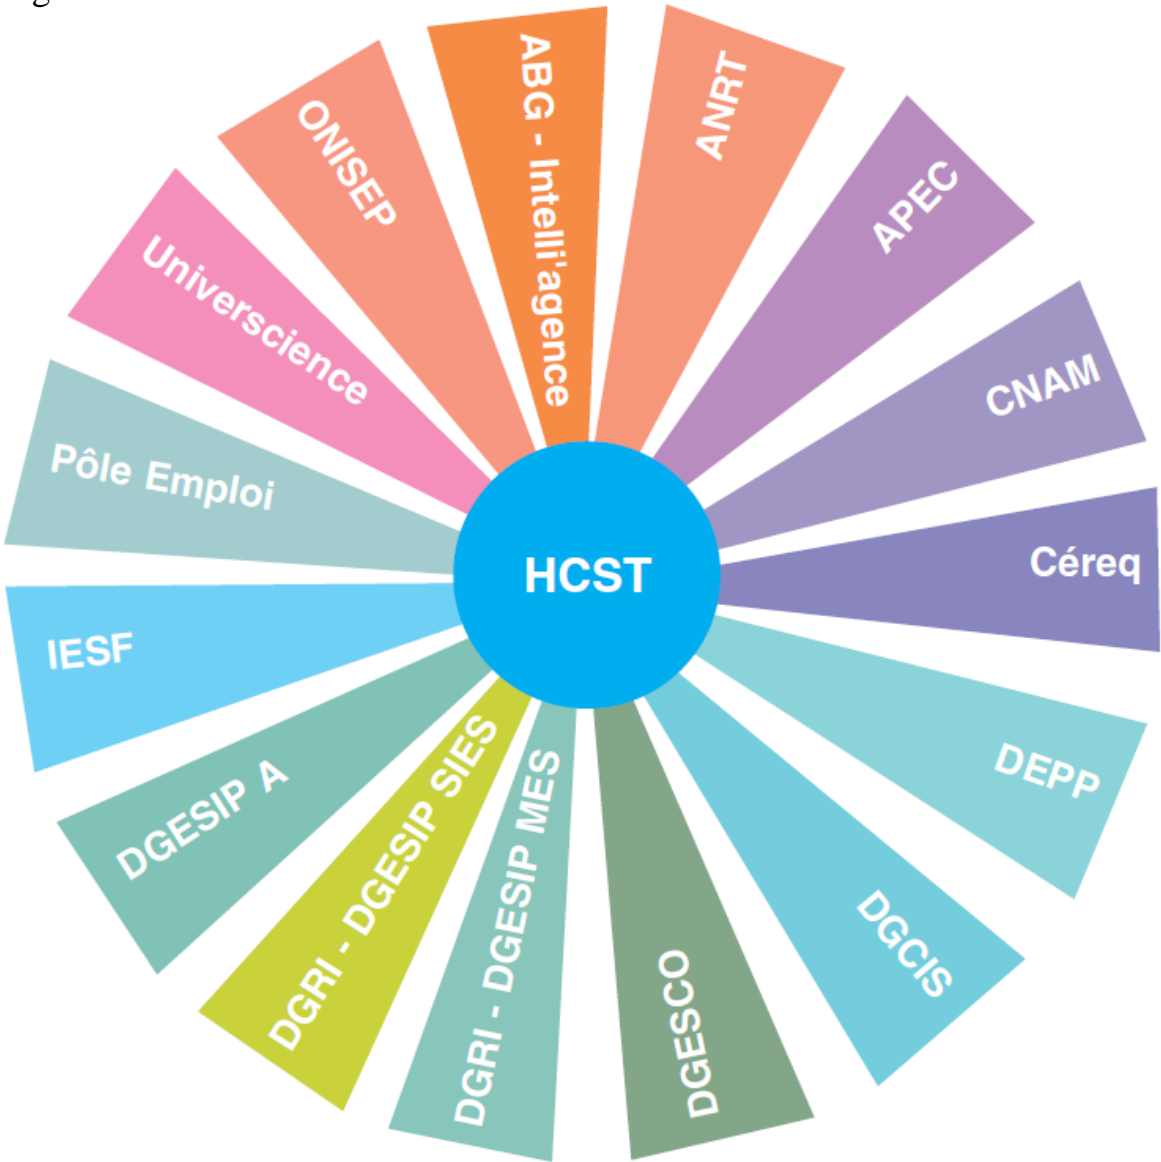 ABG - Intelli'agence
ANRT
APEC
CNAM
Céreq
DEPP
DGCIS
DGESCO
DGRI - DGESIP MES
DGRI - DGESIP SIES
DGESIP A
IESF
Pôle Emploi
Universcience
ONISEP
HCST